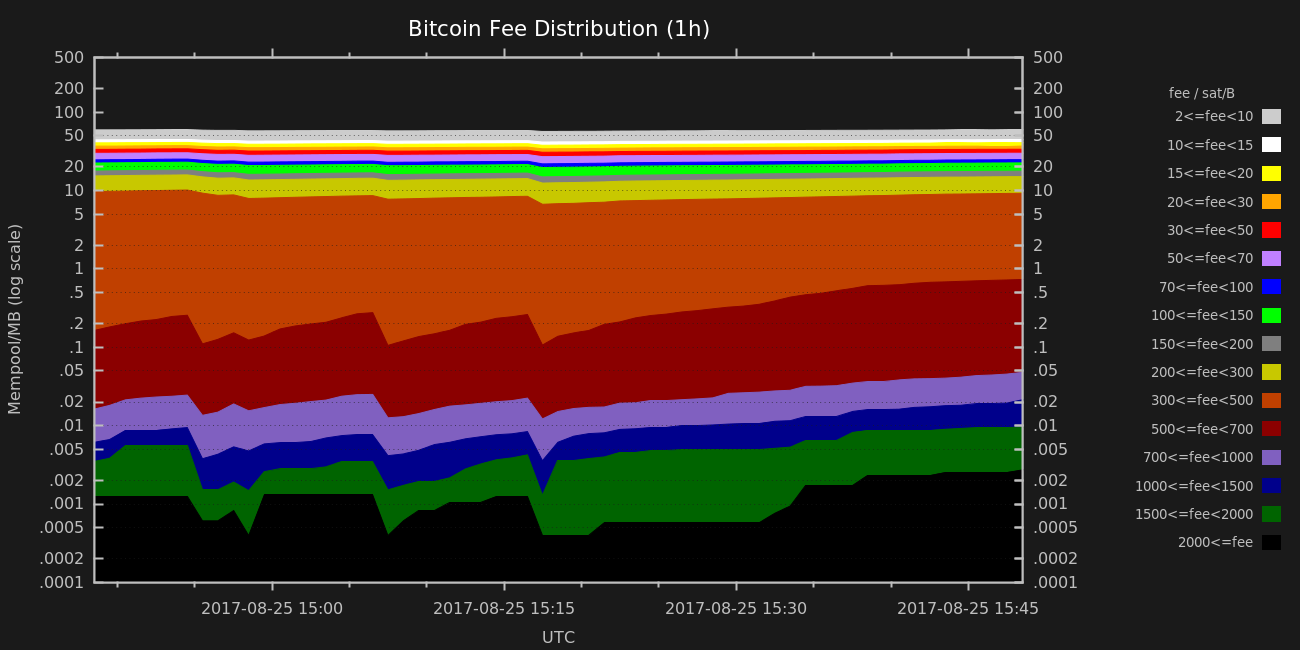 Bitcoin Fee Distribution (1h)
Mempool/MB (log scale)
500
200
100
50
20
10
5
2
1
.5
.2
.1
.05
.02
.01
.005
.002
.001
.0005
.0002
.0001
500
200
100
50
20
10
5
2
1
.5
.2
.1
.05
.02
.01
.005
.002
.001
.0005
.0002
.0001
2017-08-25 15:00
2017-08-25 15:15
2017-08-25 15:30
2017-08-25 15:45
UTC
fee / sat/B
2<=fee<10
10<=fee<15
15<=fee<20
20<=fee<30
30<=fee<50
50<=fee<70
70<=fee<100
100<=fee<150
150<=fee<200
200<=fee<300
300<=fee<500
500<=fee<700
700<=fee<1000
1000<=fee<1500
1500<=fee<2000
2000<=fee